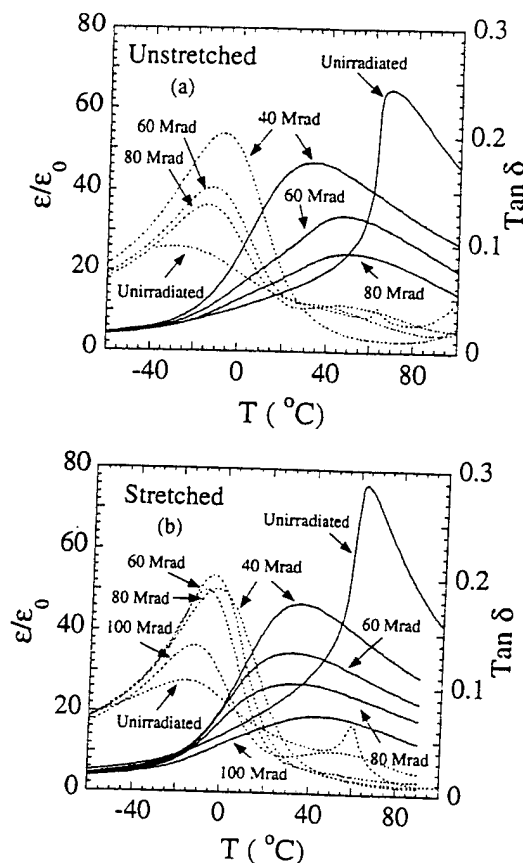 80
0.3
Unstretched
Unirradiated
(a)
60
60 Mrad
40 Mrad
0.2
80 Mrad
ε/ε0
40
60 Mrad
Tan δ
0.1
20
Unirradiated
80 Mrad
0
0
-40
0
40
80
T ( °C)
80
0.3
Stretched
(b)
Unirradiated
60
60 Mrad
40 Mrad
80 Mrad
0.2
ε/ε0
40
100 Mrad
60 Mrad
Tan δ
0.1
20
Unirradiated
80 Mrad
100 Mrad
0
0
-40
0
40
80
T ( °C)